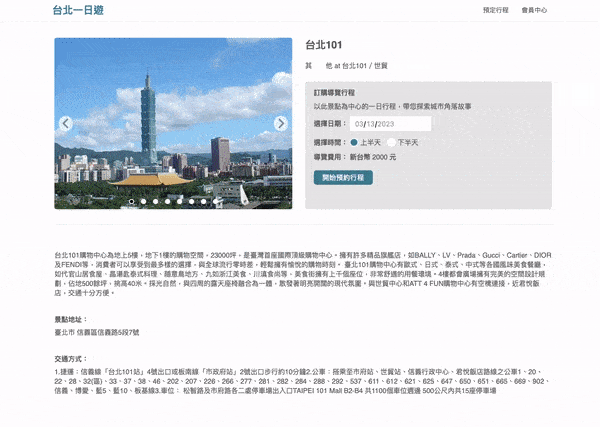 台北一日遊
預定行程 會員中心
台北101
其 他 at 台北101 / 世貿
訂購導覽行程
以此景點為中心的一日行程，帶您探索城市角落故事
選擇日期： 03/13/2023
選擇時間： 上半天 下半天
導覽費用： 新台幣 2000 元
開始預約行程
台北101購物中心為地上5樓，地下1樓的購物空間，23000坪，是臺灣首座國際頂級購物中心。擁有許多精品旗艦店，如BALLY、LV、Prada、Gucci、Cartier、DIOR
及FENDI等，消費者可以享受到最多樣的選擇，與全球流行零時差，輕鬆擁有愉悅的購物時刻。 臺北101購物中心有歐式、日式、泰式、中式等各國風味美食餐廳，
如代官山居食屋、晶湯匙泰式料理、隨意鳥地方、九如浙江美食、川滇食尚等，美食街擁有上千個座位，非常舒適的用餐環境。4樓都會廣場擁有完美的空間設計規
劃，佔地500餘坪，挑高40米。採光自然，與四周的露天座椅融合為一體，散發著明亮開闊的現代氛圍。與世貿中心和ATT 4 FUN購物中心有空橋連接，近君悅飯
店，交通十分方便。
景點地址：
臺北市 信義區信義路5段7號
交通方式：
1.捷運：信義線「台北101站」4號出口或板南線「市政府站」2號出口步行約10分鐘2.公車：搭乘至市府站、世貿站、信義行政中心、君悅飯店路線之公車1、20、
22、28、32(區)、33、37、38、46、202、207、226、266、277、281、282、284、288、292、537、611、612、621、625、647、650、651、665、669、902、
信義、博愛、藍5、藍10、板基線3.車位： 松智路及市府路各二處停車場出入口TAIPEI 101 Mall B2-B4 共1100個車位週邊 500公尺內共15座停車場